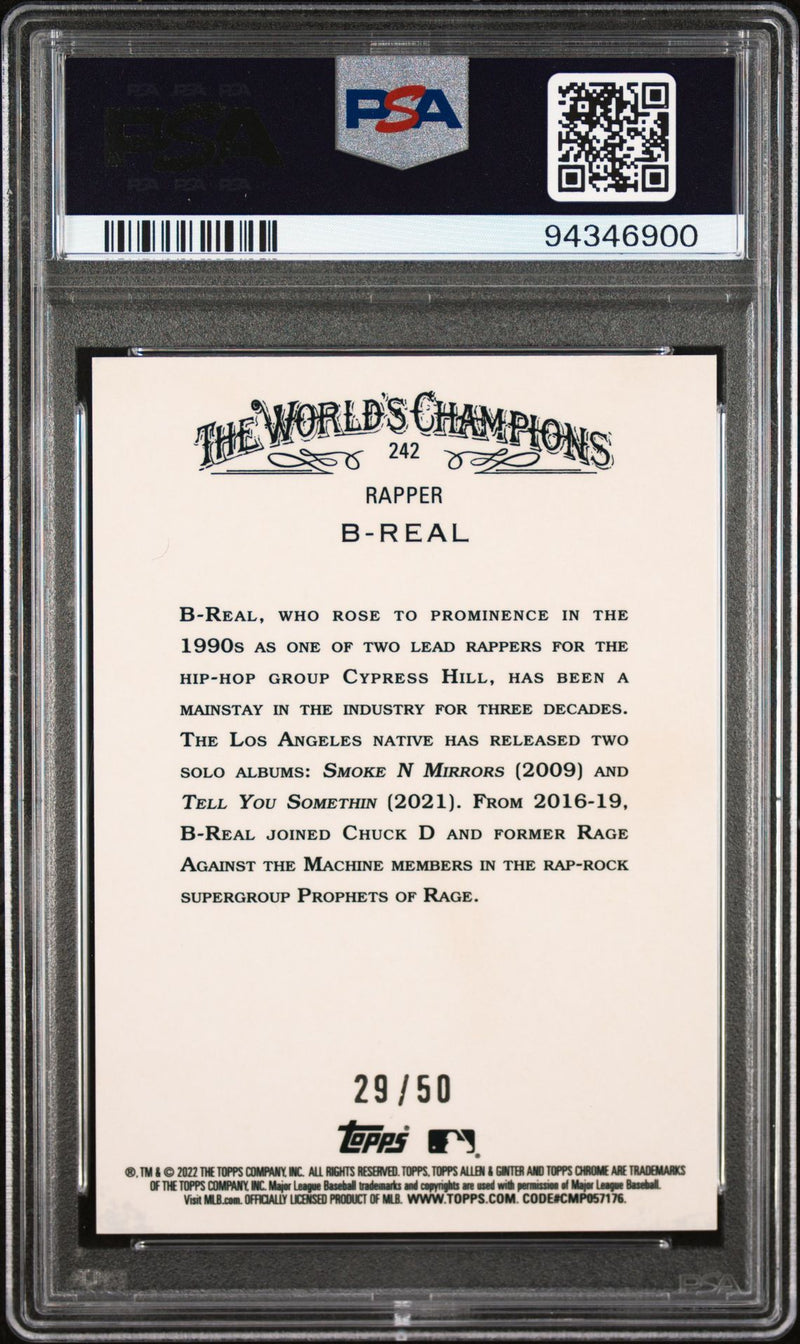 PSA
94346900
THE WORLD'S CHAMPIONS
242
RAPPER
B-REAL
B-REAL, WHO ROSE TO PROMINENCE IN THE
1990S AS ONE OF TWO LEAD RAPPERS FOR THE
HIP-HOP GROUP CYPRESS HILL, HAS BEEN A
MAINSTAY IN THE INDUSTRY FOR THREE DECADES.
THE LOS ANGELES NATIVE HAS RELEASED TWO
SOLO ALBUMS: SMOKE N MIRRORS (2009) AND
TELL YOU SOMETHIN (2021). FROM 2016-19,
B-REAL JOINED CHUCK D AND FORMER RAGE
AGAINST THE MACHINE MEMBERS IN THE RAP-ROCK
SUPERGROUP PROPHETS OF RAGE.
29/50
Topps
®, TM & © 2022 THE TOPPS COMPANY, INC. ALL RIGHTS RESERVED. TOPPS, TOPPS ALLEN & GINTER AND TOPPS CHROME ARE TRADEMARKS
OF THE TOPPS COMPANY, INC. Major League Baseball trademarks and copyrights are used with permission of Major League Baseball.
Visit MLB.com. OFFICIALLY LICENSED PRODUCT OF MLB. WWW.TOPPS.COM. CODE#CMP057176.
PSA